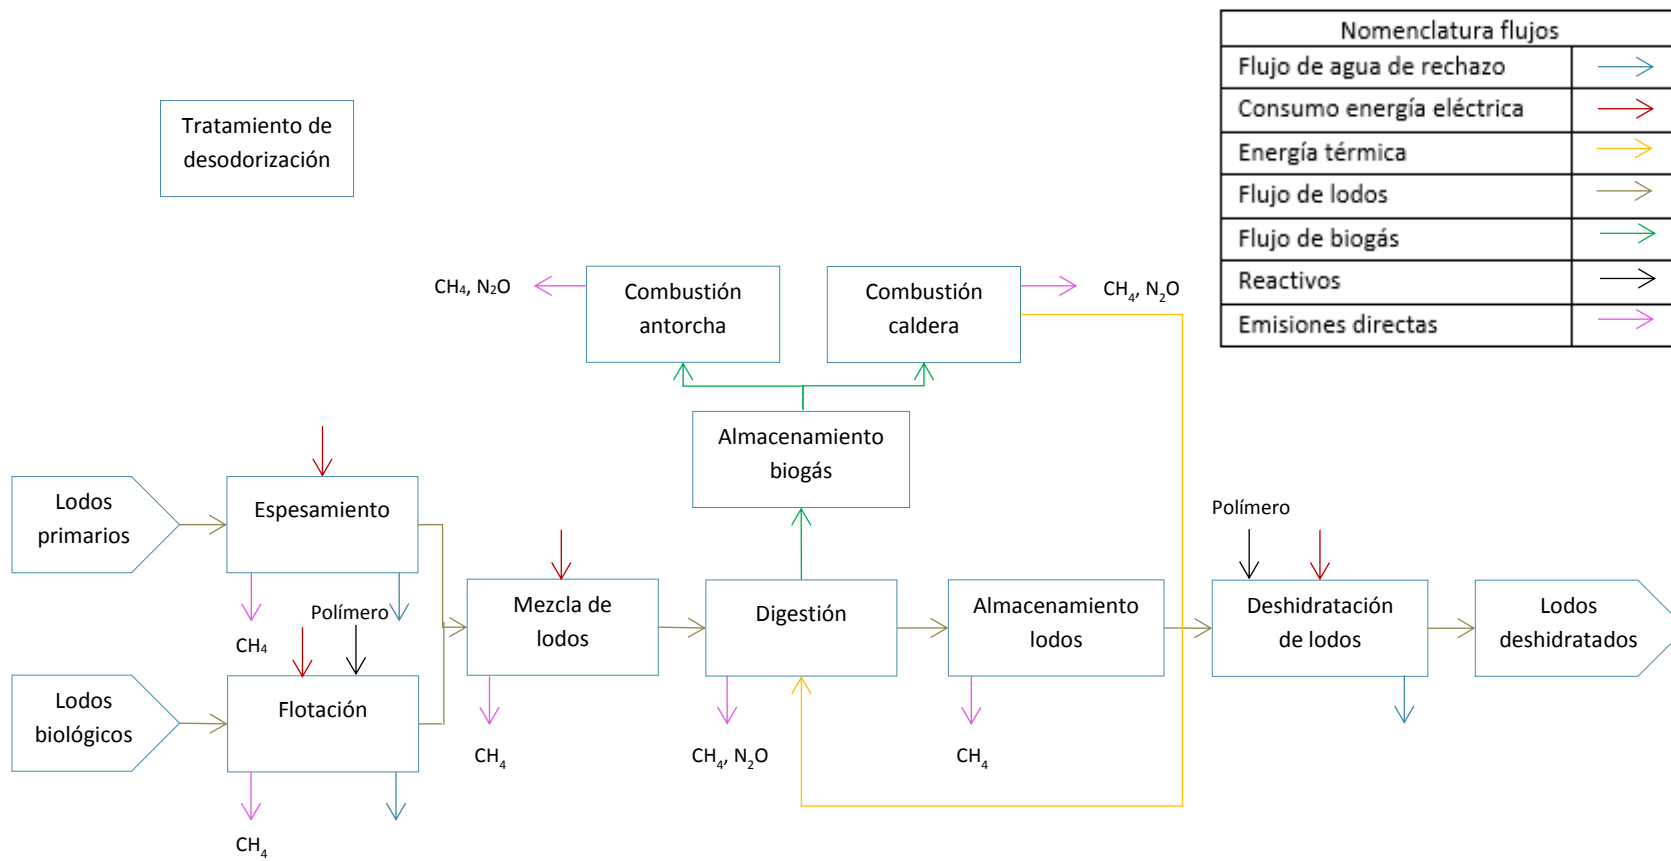 Nomenclatura flujos
Flujo de agua de rechazo
Consumo energía eléctrica
Energía térmica
Flujo de lodos
Flujo de biogás
Reactivos
Emisiones directas
Tratamiento de
desodorización
CH₄, N₂O
Combustión
antorcha
Combustión
caldera
CH₄, N₂O
Almacenamiento
biogás
Lodos
primarios
Espesamiento
Polímero
CH₄
Polímero
Mezcla de
lodos
Digestión
Almacenamiento
lodos
Deshidratación
de lodos
Lodos
deshidratados
Lodos
biológicos
Flotación
CH₄
CH₄, N₂O
CH₄
CH₄